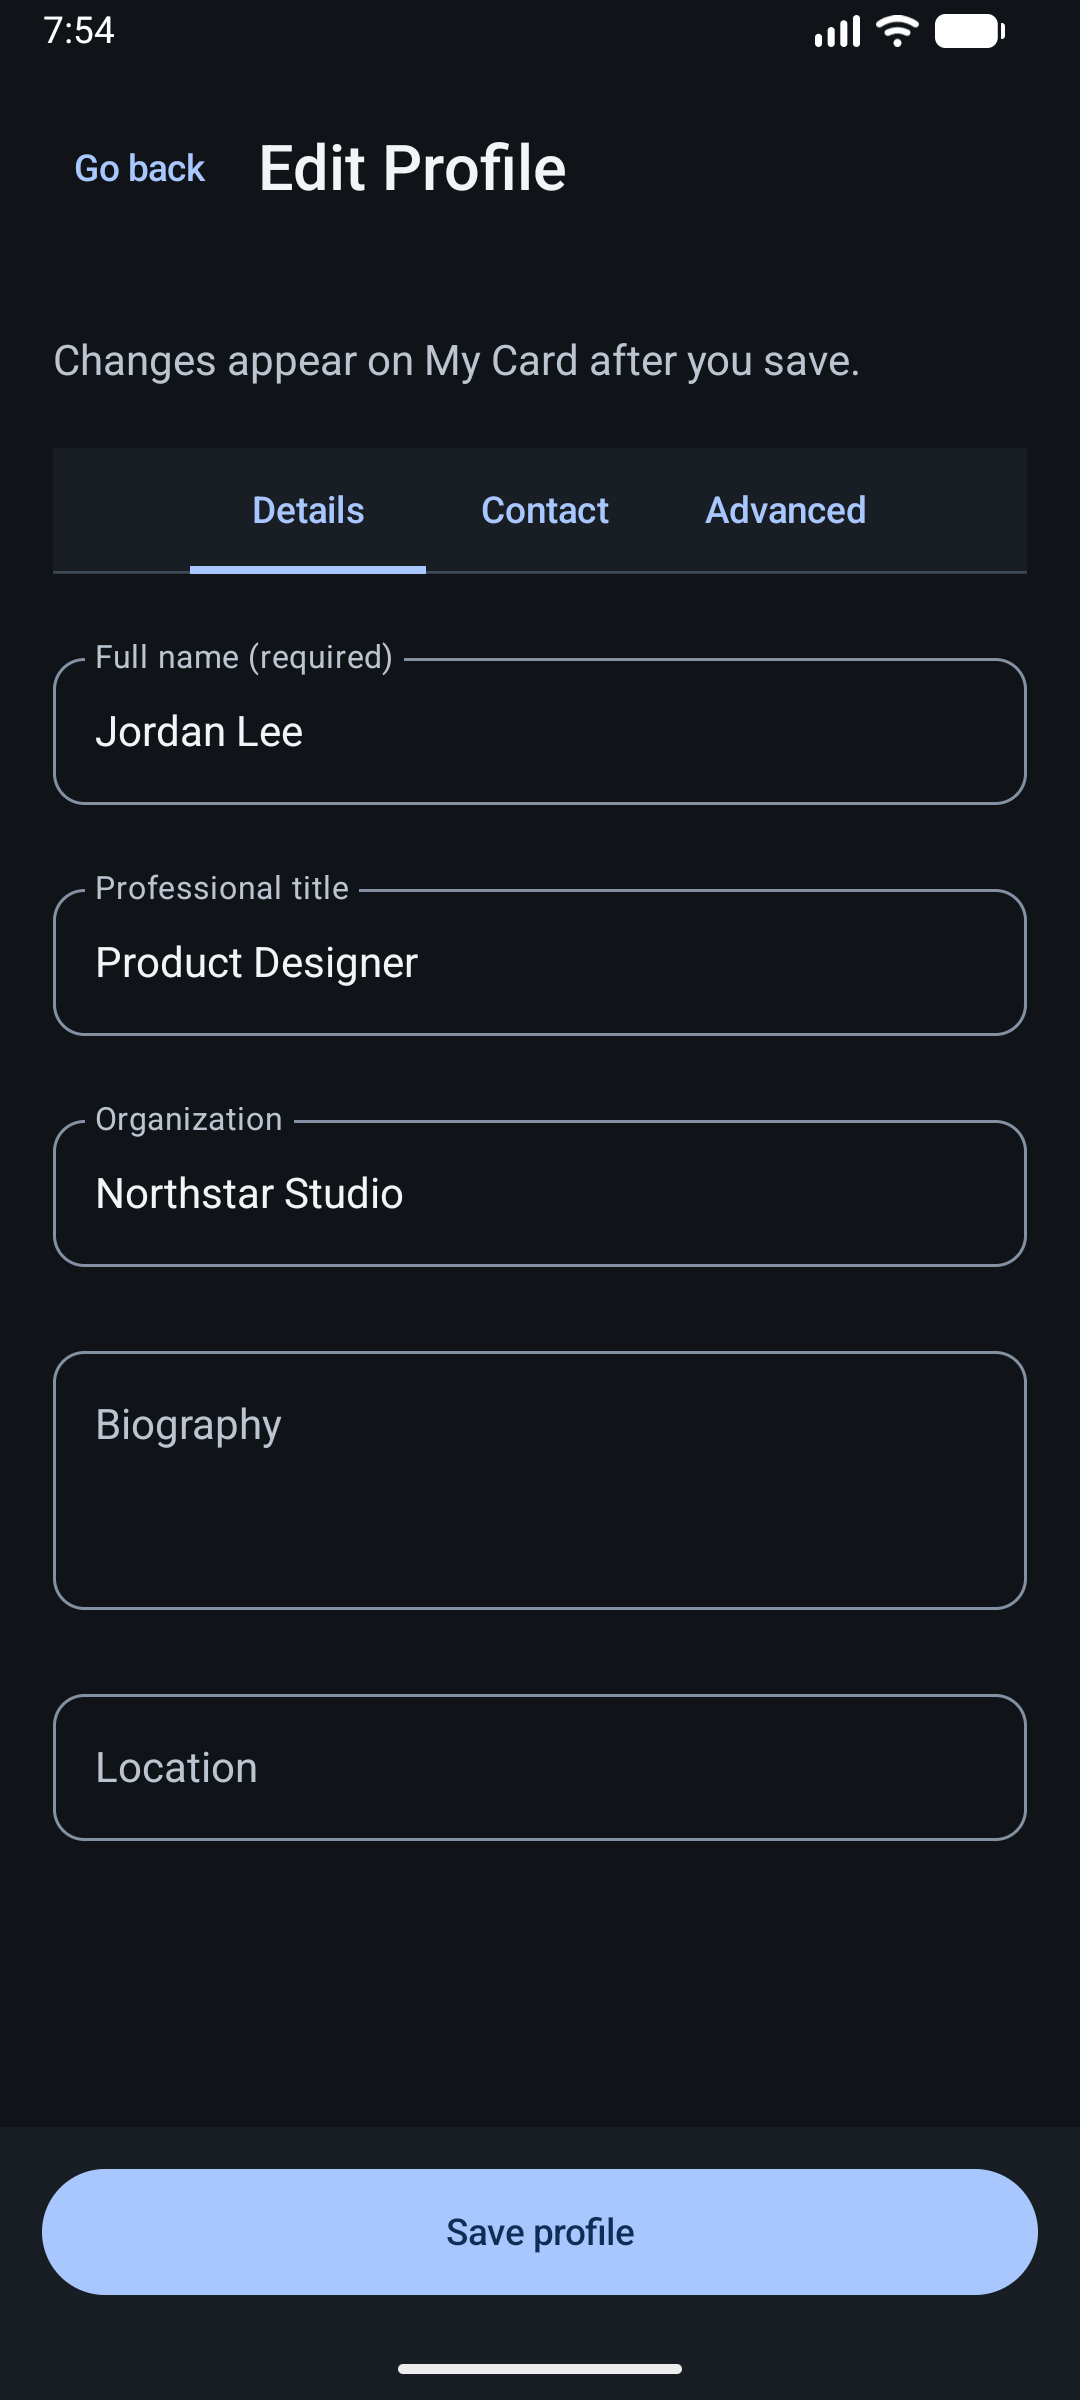 7:54
Go back
Edit Profile
Changes appear on My Card after you save.
Details
Contact
Advanced
Full name (required)
Jordan Lee
Professional title
Product Designer
Organization
Northstar Studio
Biography
Location
Save profile